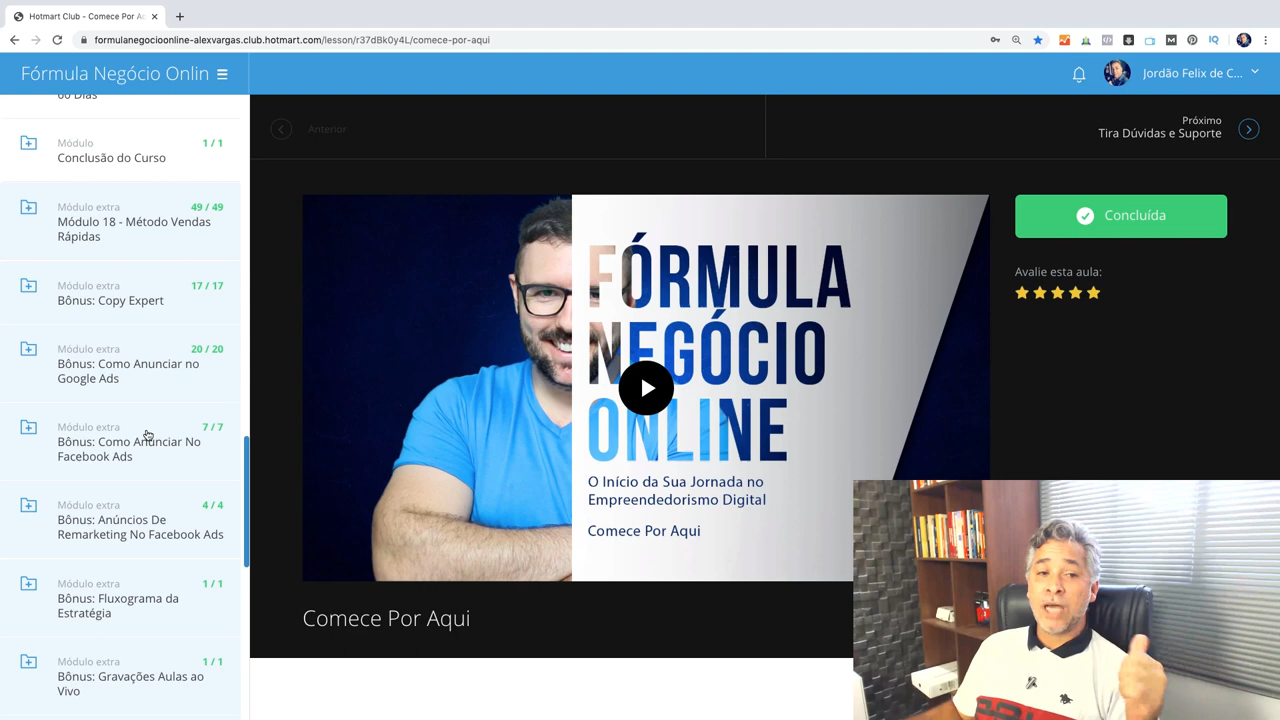 Hotmart Club - Comece Por A
formulanegocioonline-alexvargas.club.hotmart.com/lesson/r37dBk0y4L/comece-por-aqui
Fórmula Negócio Onlin
Jordão Felix de C...
60 Dias
Módulo 1 / 1
Conclusão do Curso
Módulo extra 49 / 49
Módulo 18 - Método Vendas
Rápidas
Módulo extra 17 / 17
Bônus: Copy Expert
Módulo extra 20 / 20
Bônus: Como Anunciar no
Google Ads
Módulo extra 7 / 7
Bônus: Como Anunciar No
Facebook Ads
Módulo extra 4 / 4
Bônus: Anúncios De
Remarketing No Facebook Ads
Módulo extra 1 / 1
Bônus: Fluxograma da
Estratégia
Módulo extra 1 / 1
Bônus: Gravações Aulas ao
Vivo
Anterior
Próximo
Tira Dúvidas e Suporte
FÓRMULA
NEGÓCIO
ONLINE
O Início da Sua Jornada no
Empreendedorismo Digital
Comece Por Aqui
Concluída
Avalie esta aula:
Comece Por Aqui